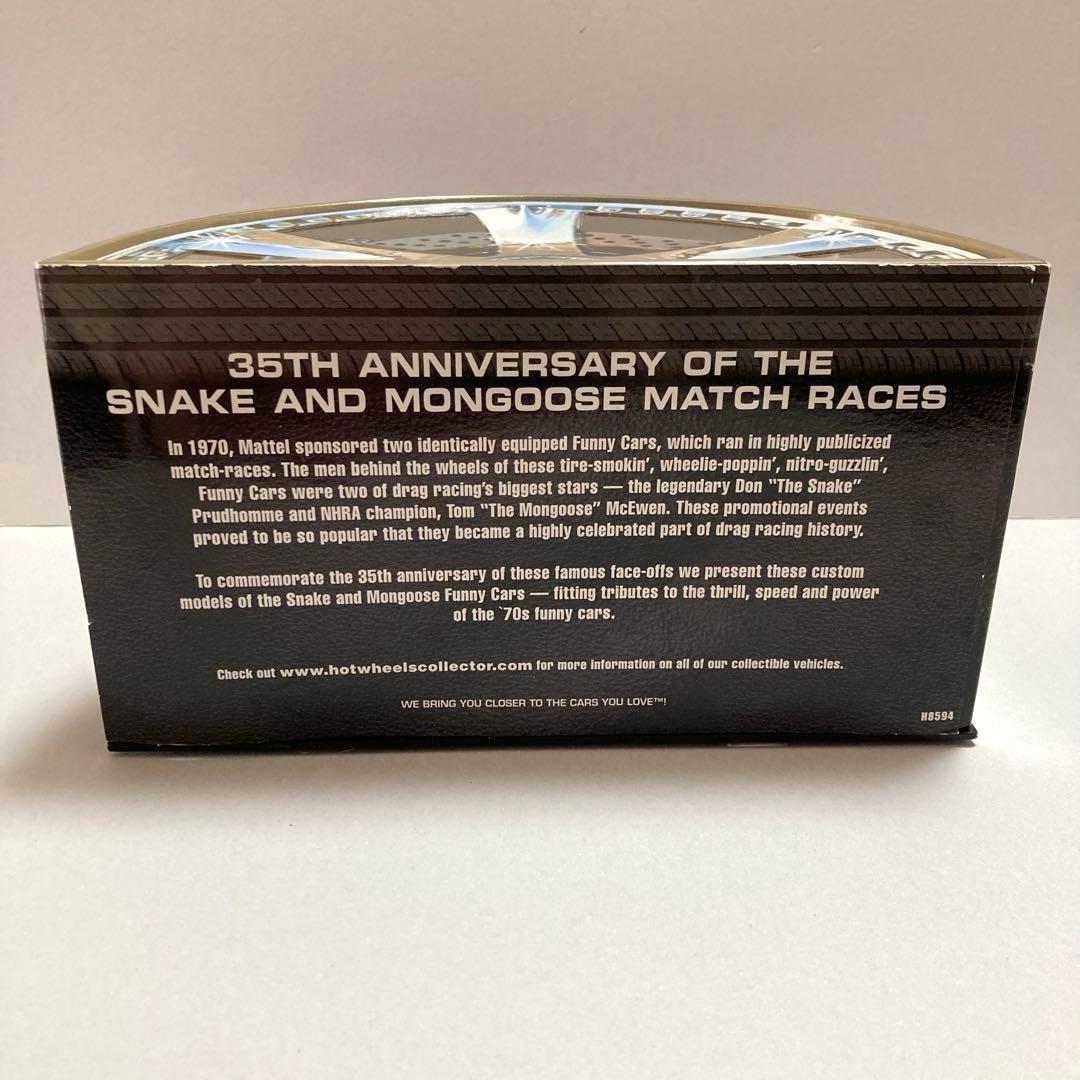 35TH ANNIVERSARY OF THE
SNAKE AND MONGOOSE MATCH RACES
In 1970, Mattel sponsored two identically equipped Funny Cars, which ran in highly publicized
match-races. The men behind the wheels of these tire-smokin', wheelie-poppin', nitro-guzzlin',
Funny Cars were two of drag racing's biggest stars — the legendary Don "The Snake"
Prudhomme and NHRA champion, Tom "The Mongoose" McEwen. These promotional events
proved to be so popular that they became a highly celebrated part of drag racing history.
To commemorate the 35th anniversary of these famous face-offs we present these custom
models of the Snake and Mongoose Funny Cars — fitting tributes to the thrill, speed and power
of the `70s funny cars.
Check out www.hotwheelscollector.com for more information on all of our collectible vehicles.
WE BRING YOU CLOSER TO THE CARS YOU LOVE™!
H8594